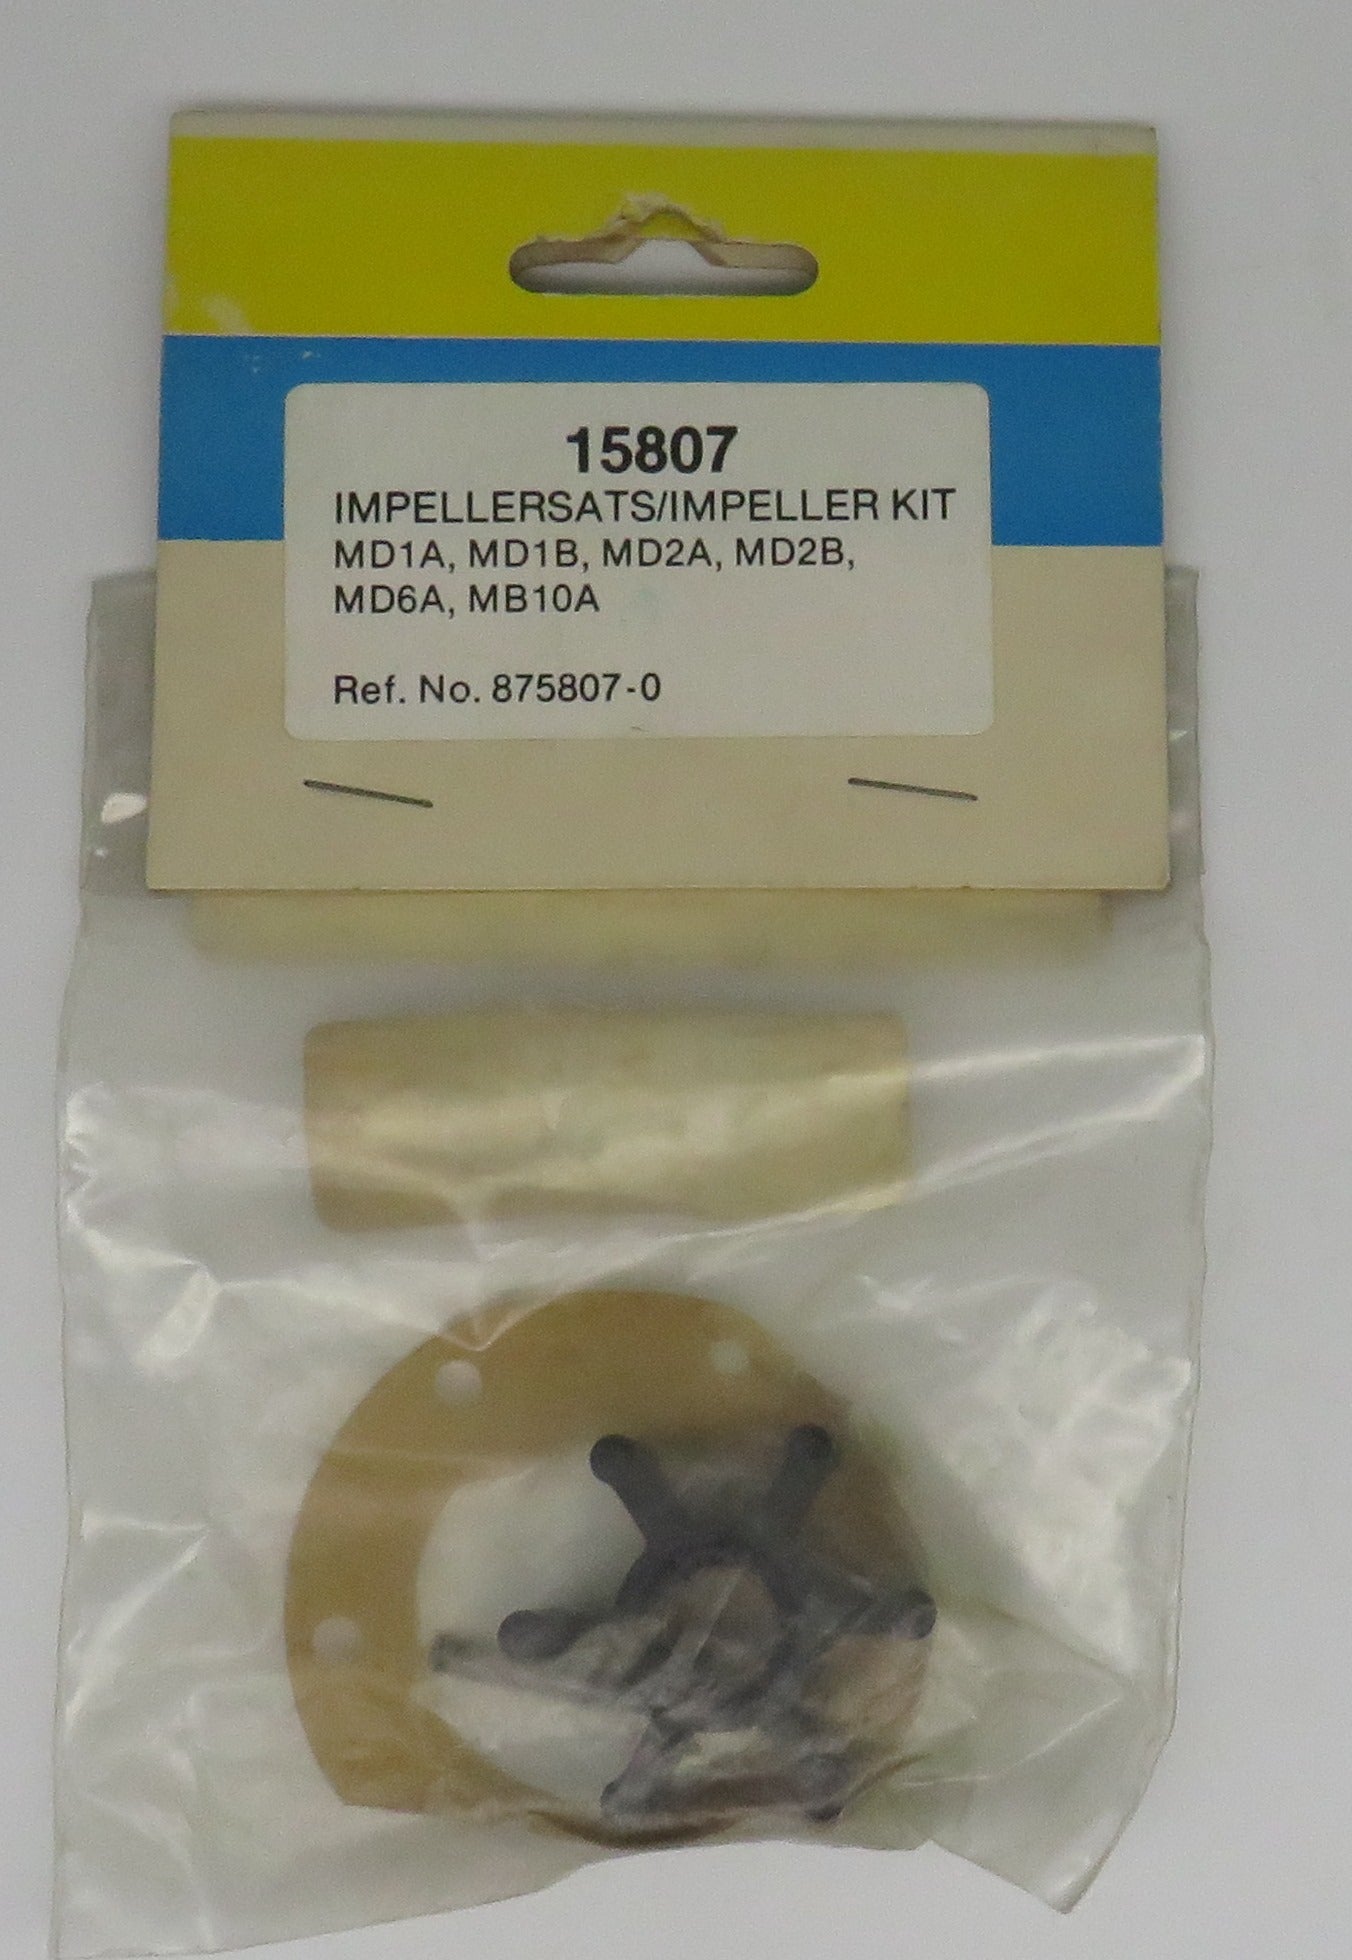 15807
IMPELLERSATS/IMPELLER KIT
MD1A, MD1B, MD2A, MD2B,
MD6A, MB10A
Ref. No. 875807-0